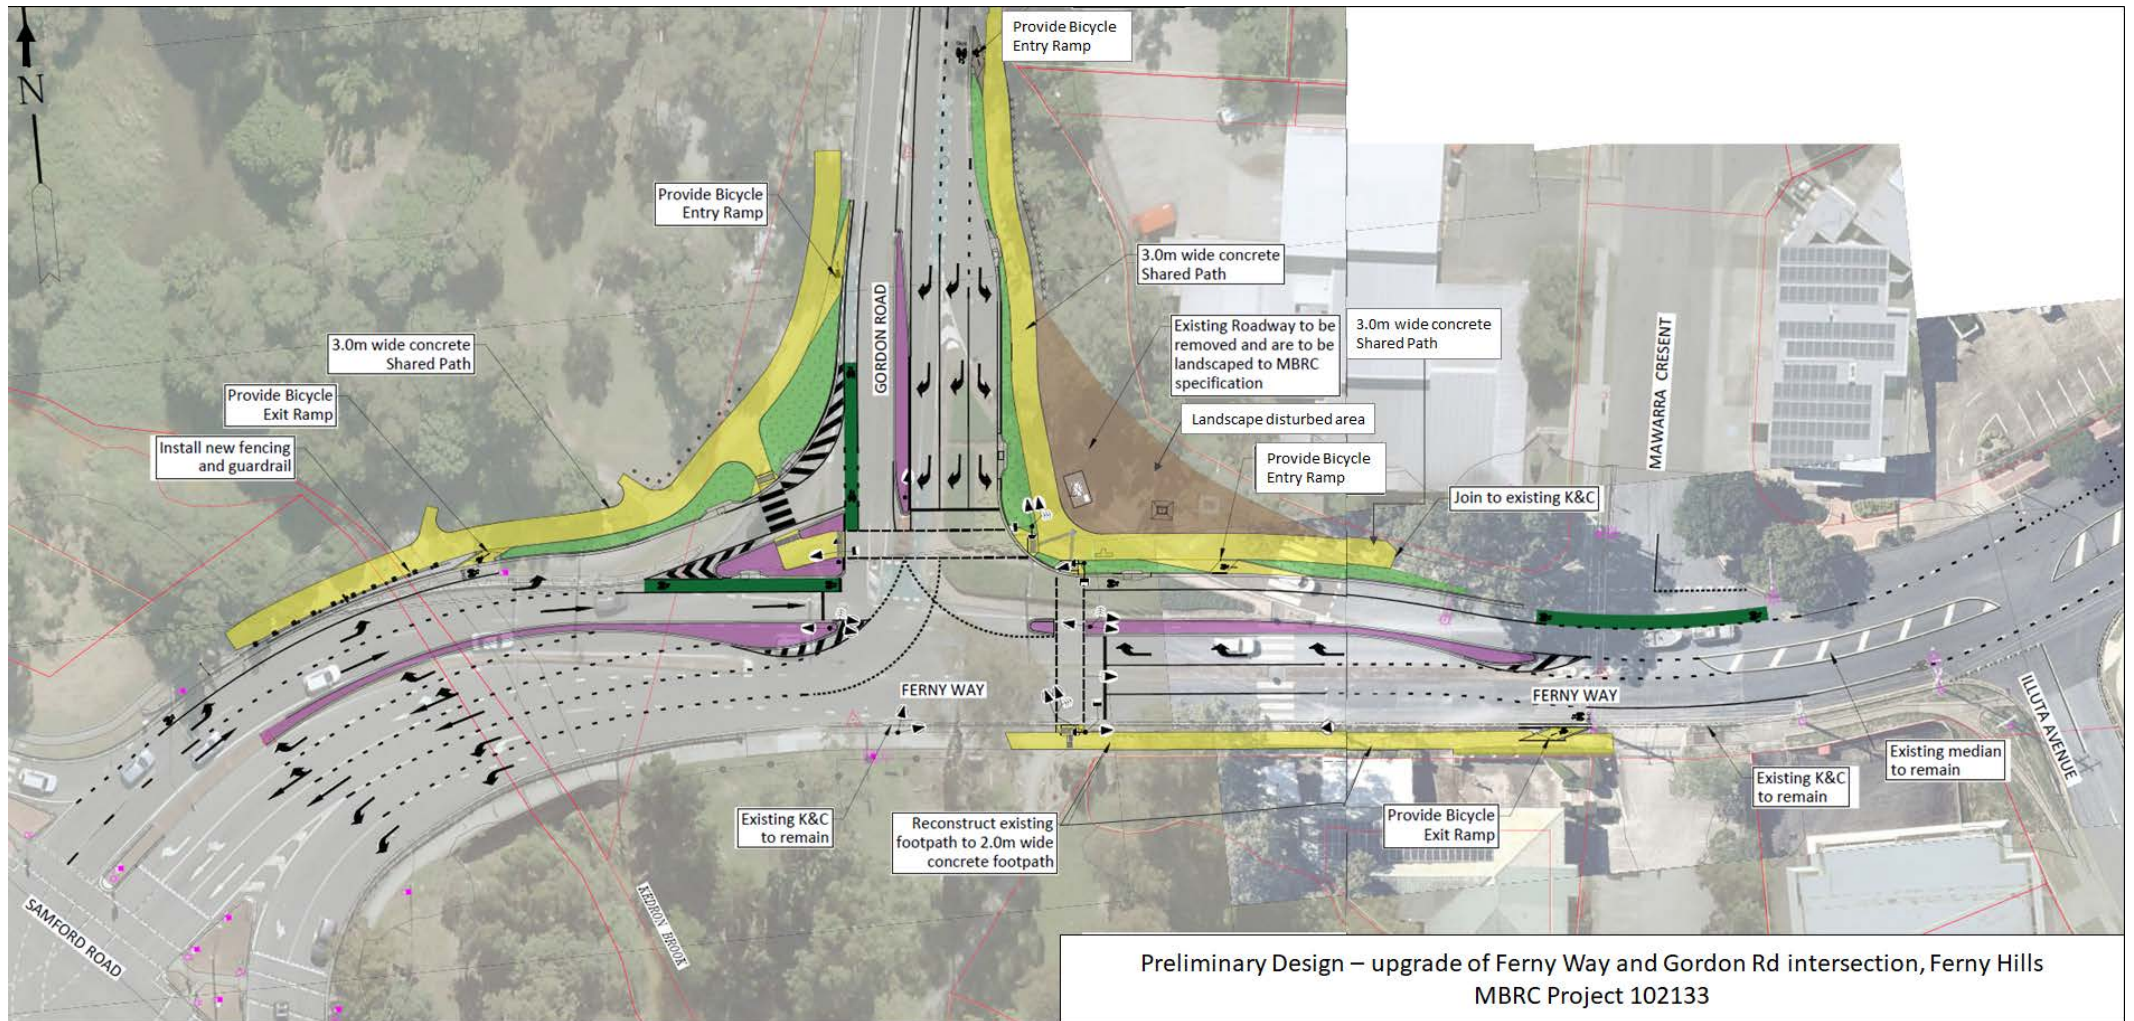 N
Provide Bicycle
Entry Ramp
Provide Bicycle
Entry Ramp
GORDON ROAD
3.0m wide concrete
Shared Path
Existing Roadway to be
removed and are to be
landscaped to MBRC
specification
3.0m wide concrete
Shared Path
3.0m wide concrete
Shared Path
MAWARRA CRESENT
Provide Bicycle
Exit Ramp
Landscape disturbed area
Install new fencing
and guardrail
Provide Bicycle
Entry Ramp
Join to existing K&C
FERNY WAY
FERNY WAY
ILLUTA AVENUE
Existing median
to remain
Existing K&C
to remain
Existing K&C
to remain
Reconstruct existing
footpath to 2.0m wide
concrete footpath
Provide Bicycle
Exit Ramp
SAMFORD ROAD
KEDRON BROOK
Preliminary Design – upgrade of Ferny Way and Gordon Rd intersection, Ferny Hills
MBRC Project 102133